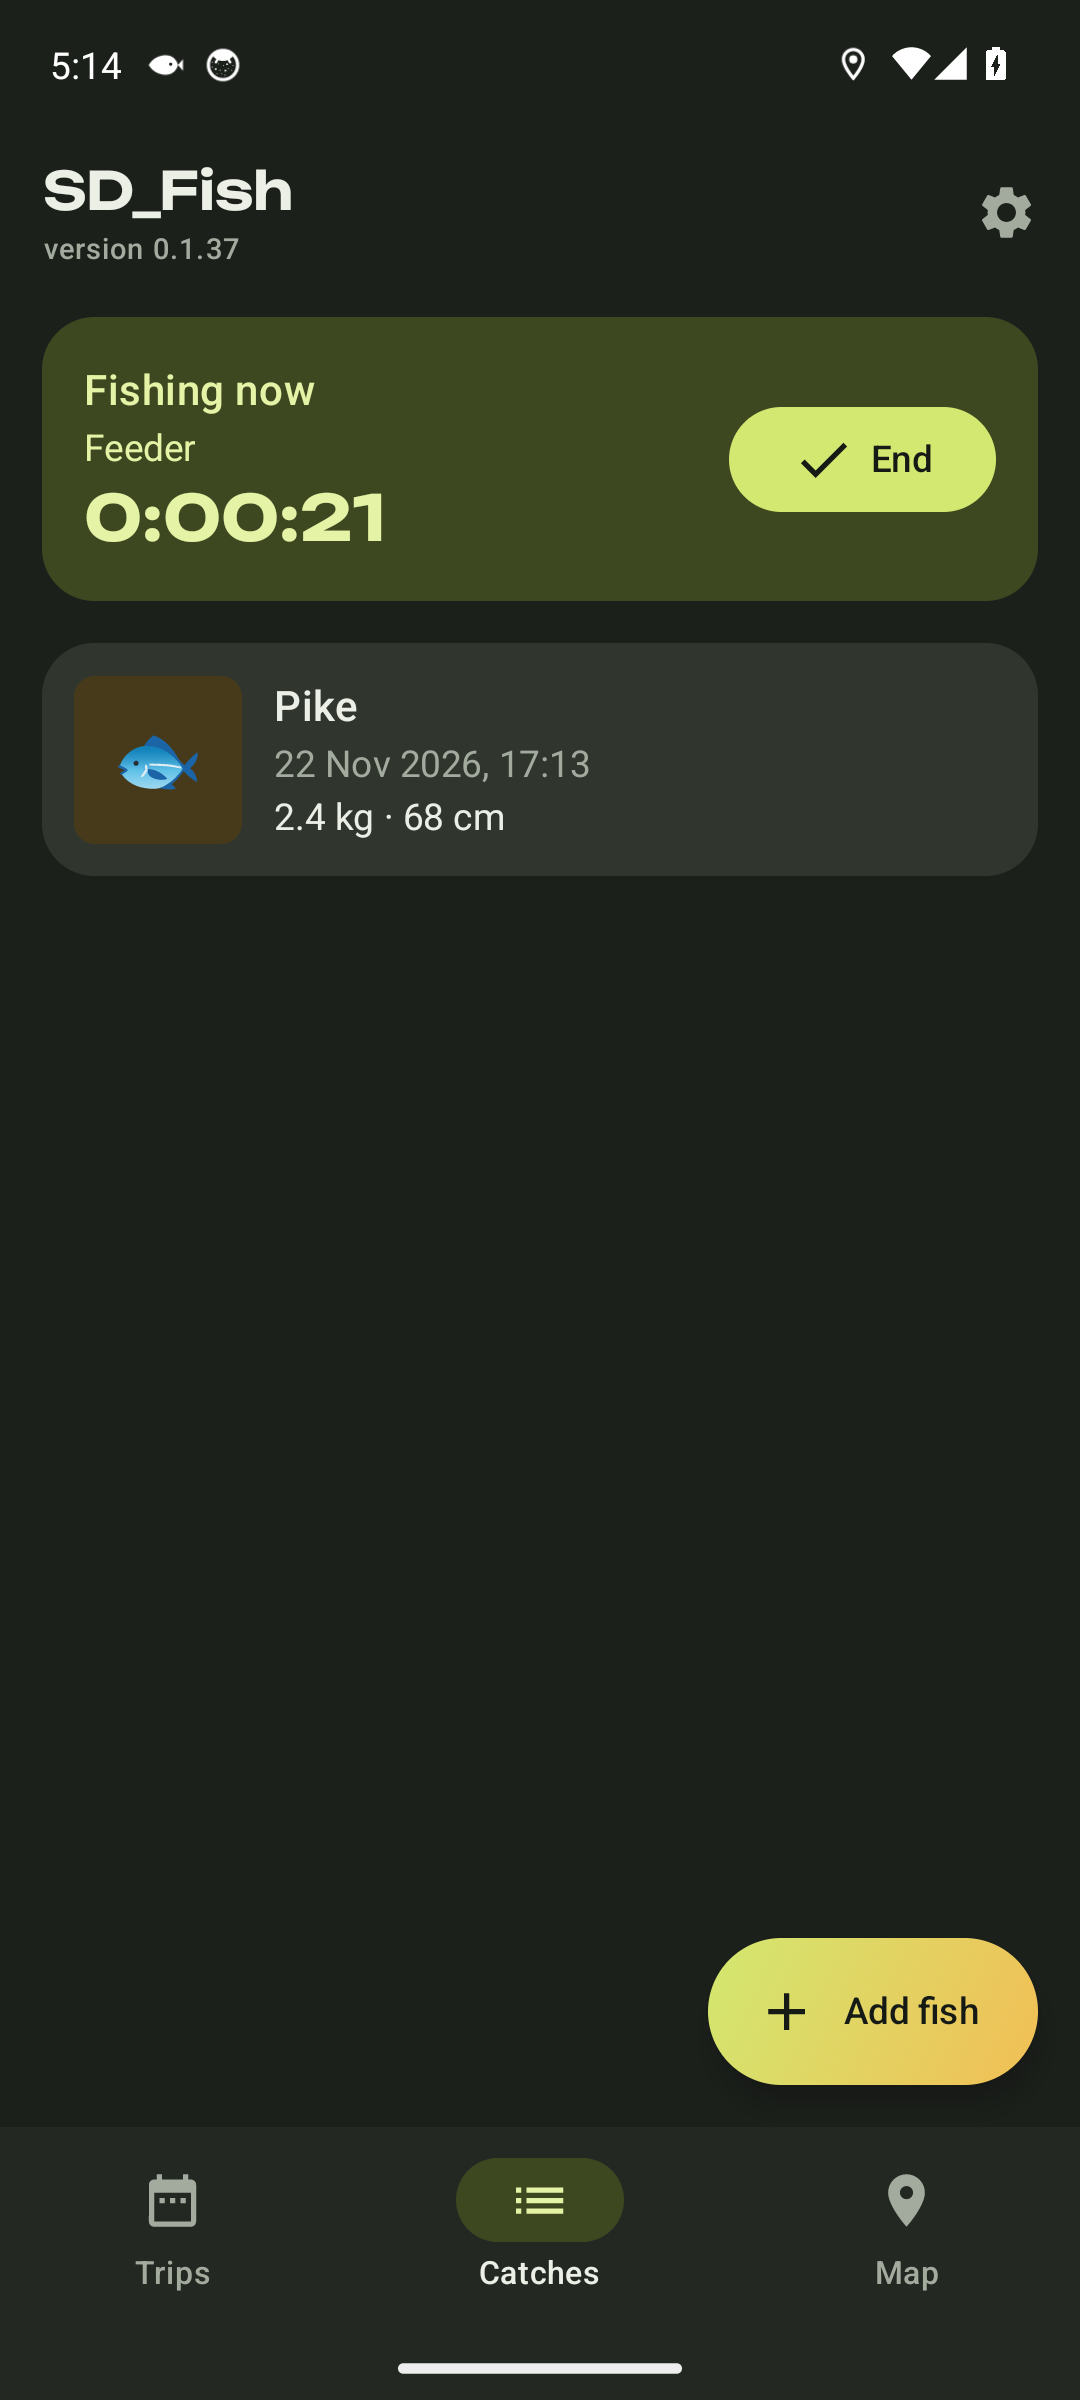 5:14
SD_Fish
version 0.1.37
Fishing now
Feeder
0:00:21
End
Pike
22 Nov 2026, 17:13
2.4 kg · 68 cm
Add fish
Trips
Catches
Map